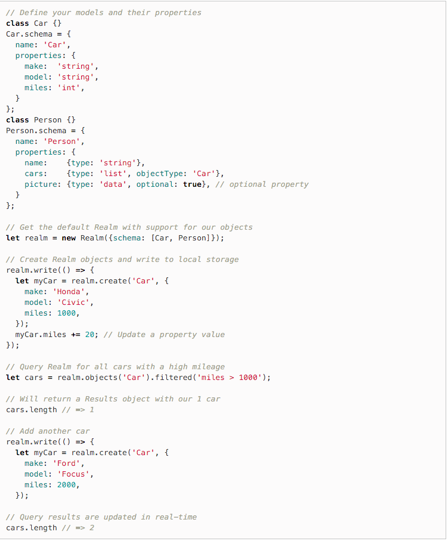 // Define your models and their properties
class Car {}
Car.schema = {
  name: 'Car',
  properties: {
    make:  'string',
    model: 'string',
    miles: 'int',
  }
};
class Person {}
Person.schema = {
  name: 'Person',
  properties: {
    name:    {type: 'string'},
    cars:    {type: 'list', objectType: 'Car'},
    picture: {type: 'data', optional: true}, // optional property
  }
};

// Get the default Realm with support for our objects
let realm = new Realm({schema: [Car, Person]});

// Create Realm objects and write to local storage
realm.write(() => {
  let myCar = realm.create('Car', {
    make: 'Honda',
    model: 'Civic',
    miles: 1000,
  });
  myCar.miles += 20; // Update a property value
});

// Query Realm for all cars with a high mileage
let cars = realm.objects('Car').filtered('miles > 1000');

// Will return a Results object with our 1 car
cars.length // => 1

// Add another car
realm.write(() => {
  let myCar = realm.create('Car', {
    make: 'Ford',
    model: 'Focus',
    miles: 2000,
  });

// Query results are updated in real-time
cars.length // => 2